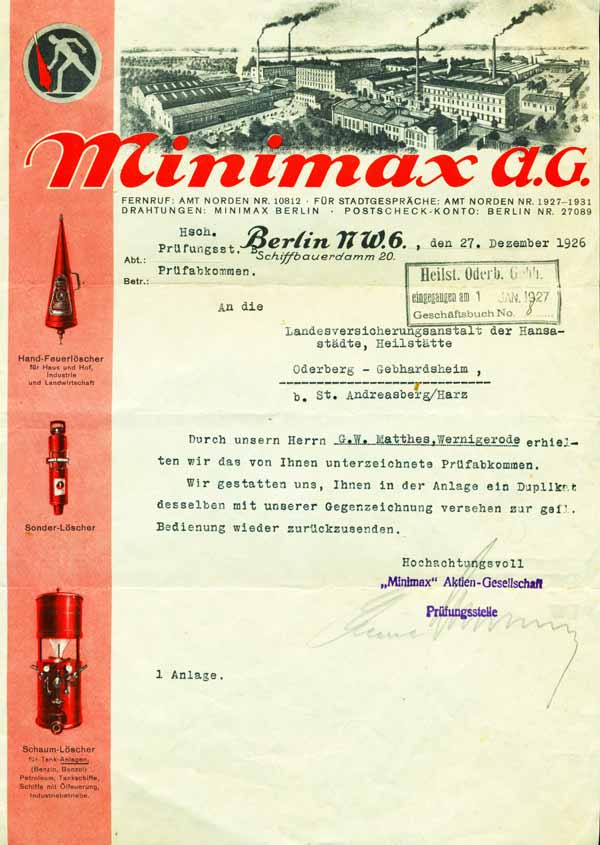 Minimax A.G.
FERNRUF: AMT NORDEN NR. 10812 · FÜR STADTGESPRÄCHE: AMT NORDEN NR. 1927-1931
DRAHTUNGEN: MINIMAX BERLIN · POSTSCHECK-KONTO: BERLIN NR. 27089
Hsch.
Abt.: Prüfungsst. B
Betr.: Prüfabkommen.
Berlin NW.6. , den 27. Dezember 1926
Schiffbauerdamm 20.
Heilst. Oderb. Gebh.
eingegangen am 1 JAN. 1927
Geschäftsbuch No. 8
An die
Landesversicherungsanstalt der Hansa-
städte, Heilstätte
Oderberg - Gebhardsheim ,
b. St. Andreasberg/Harz
Durch unsern Herrn G.W. Matthes, Wernigerode erhiel-
ten wir das von Ihnen unterzeichnete Prüfabkommen.
Wir gestatten uns, Ihnen in der Anlage ein Duplikat
desselben mit unserer Gegenzeichnung versehen zur gefl.
Bedienung wieder zurückzusenden.
Hochachtungsvoll
„Minimax" Aktien-Gesellschaft
Prüfungsstelle
1 Anlage.
Hand-Feuerlöscher
für Haus und Hof,
Industrie
und Landwirtschaft
Sonder-Löscher
Schaum-Löscher
für Tank-Anlagen,
(Benzin, Benzol)
Petroleum, Tankschiffe,
Schiffe mit Ölfeuerung,
Industriebetriebe.